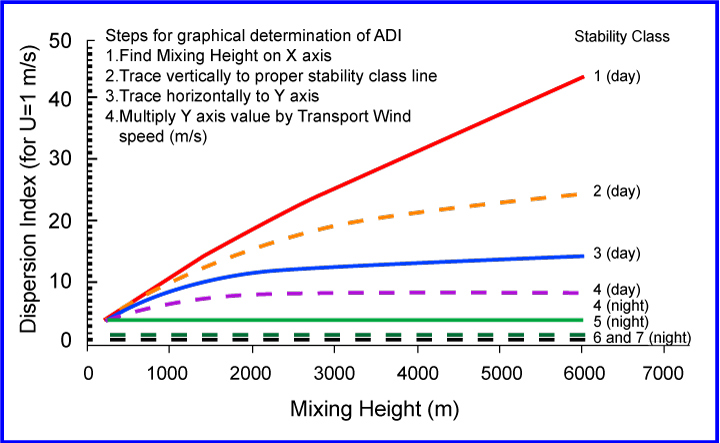 Steps for graphical determination of ADI
1.Find Mixing Height on X axis
2.Trace vertically to proper stability class line
3.Trace horizontally to Y axis
4.Multiply Y axis value by Transport Wind
speed (m/s)
Stability Class
1 (day)
2 (day)
3 (day)
4 (day)
4 (night)
5 (night)
6 and 7 (night)
Dispersion Index (for U=1 m/s)
50
40
30
20
10
0
0 1000 2000 3000 4000 5000 6000 7000
Mixing Height (m)